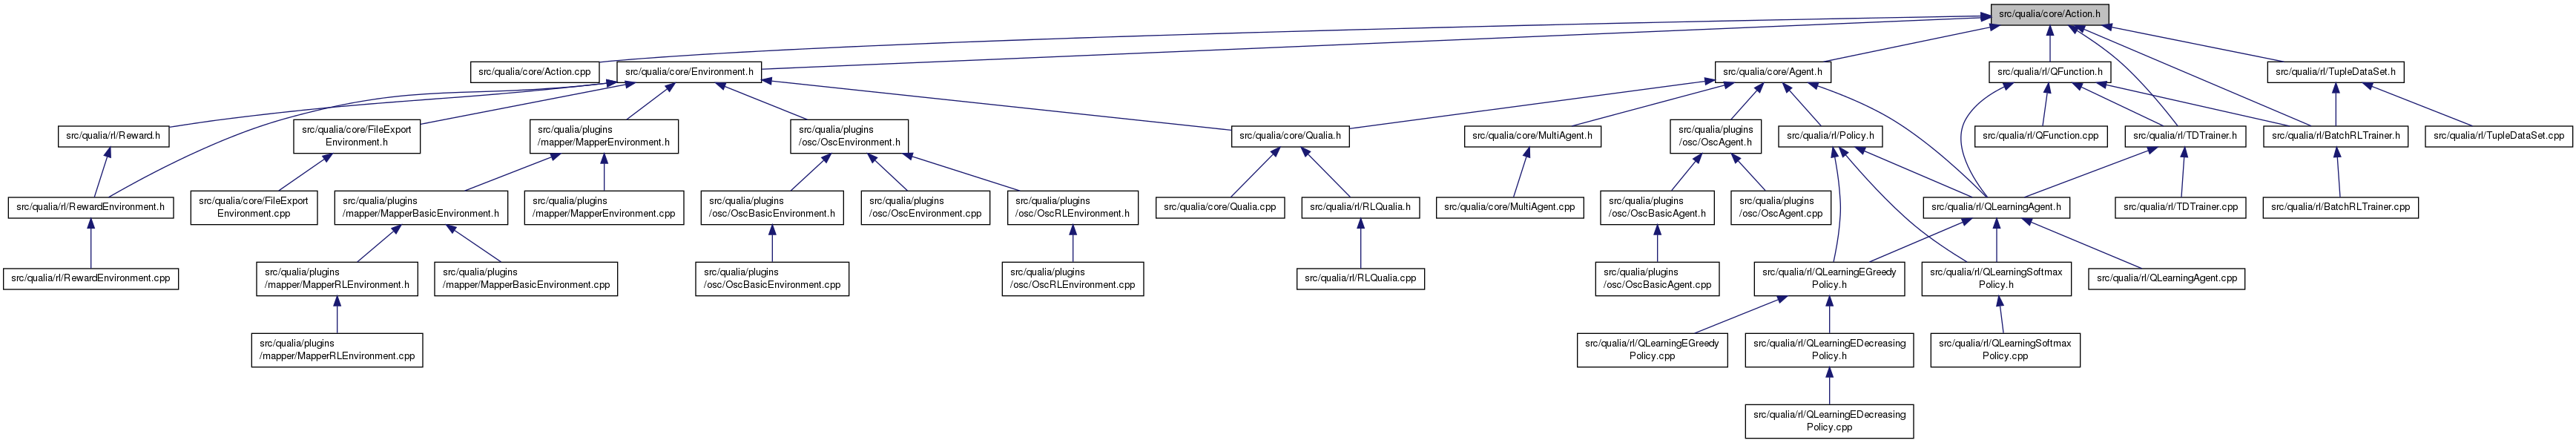 src/qualia/core/Action.h
src/qualia/core/Action.cpp
src/qualia/core/Environment.h
src/qualia/core/Agent.h
src/qualia/rl/QFunction.h
src/qualia/rl/TupleDataSet.h
src/qualia/rl/Reward.h
src/qualia/core/FileExport
Environment.h
src/qualia/plugins
/mapper/MapperEnvironment.h
src/qualia/plugins
/osc/OscEnvironment.h
src/qualia/core/Qualia.h
src/qualia/core/MultiAgent.h
src/qualia/plugins
/osc/OscAgent.h
src/qualia/rl/Policy.h
src/qualia/rl/QFunction.cpp
src/qualia/rl/TDTrainer.h
src/qualia/rl/BatchRLTrainer.h
src/qualia/rl/TupleDataSet.cpp
src/qualia/rl/RewardEnvironment.h
src/qualia/core/FileExport
Environment.cpp
src/qualia/plugins
/mapper/MapperBasicEnvironment.h
src/qualia/plugins
/mapper/MapperEnvironment.cpp
src/qualia/plugins
/osc/OscBasicEnvironment.h
src/qualia/plugins
/osc/OscEnvironment.cpp
src/qualia/plugins
/osc/OscRLEnvironment.h
src/qualia/core/Qualia.cpp
src/qualia/rl/RLQualia.h
src/qualia/core/MultiAgent.cpp
src/qualia/plugins
/osc/OscBasicAgent.h
src/qualia/plugins
/osc/OscAgent.cpp
src/qualia/rl/QLearningAgent.h
src/qualia/rl/TDTrainer.cpp
src/qualia/rl/BatchRLTrainer.cpp
src/qualia/rl/RewardEnvironment.cpp
src/qualia/plugins
/mapper/MapperRLEnvironment.h
src/qualia/plugins
/mapper/MapperBasicEnvironment.cpp
src/qualia/plugins
/osc/OscBasicEnvironment.cpp
src/qualia/plugins
/osc/OscRLEnvironment.cpp
src/qualia/rl/RLQualia.cpp
src/qualia/plugins
/osc/OscBasicAgent.cpp
src/qualia/rl/QLearningEGreedy
Policy.h
src/qualia/rl/QLearningSoftmax
Policy.h
src/qualia/rl/QLearningAgent.cpp
src/qualia/plugins
/mapper/MapperRLEnvironment.cpp
src/qualia/rl/QLearningEGreedy
Policy.cpp
src/qualia/rl/QLearningEDecreasing
Policy.h
src/qualia/rl/QLearningSoftmax
Policy.cpp
src/qualia/rl/QLearningEDecreasing
Policy.cpp